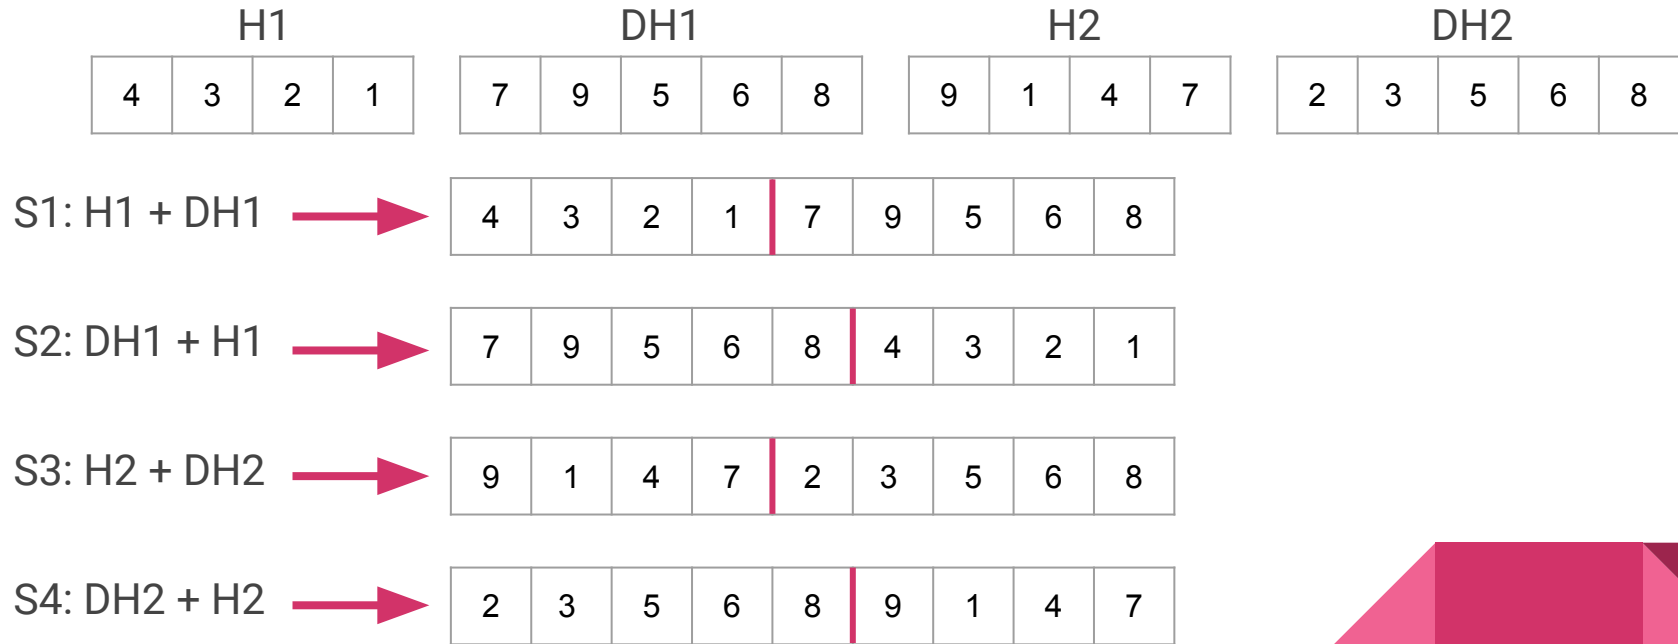 H1 DH1 H2 DH2
4 3 2 1 7 9 5 6 8 9 1 4 7 2 3 5 6 8
S1: H1 + DH1 4 3 2 1 7 9 5 6 8
S2: DH1 + H1 7 9 5 6 8 4 3 2 1
S3: H2 + DH2 9 1 4 7 2 3 5 6 8
S4: DH2 + H2 2 3 5 6 8 9 1 4 7